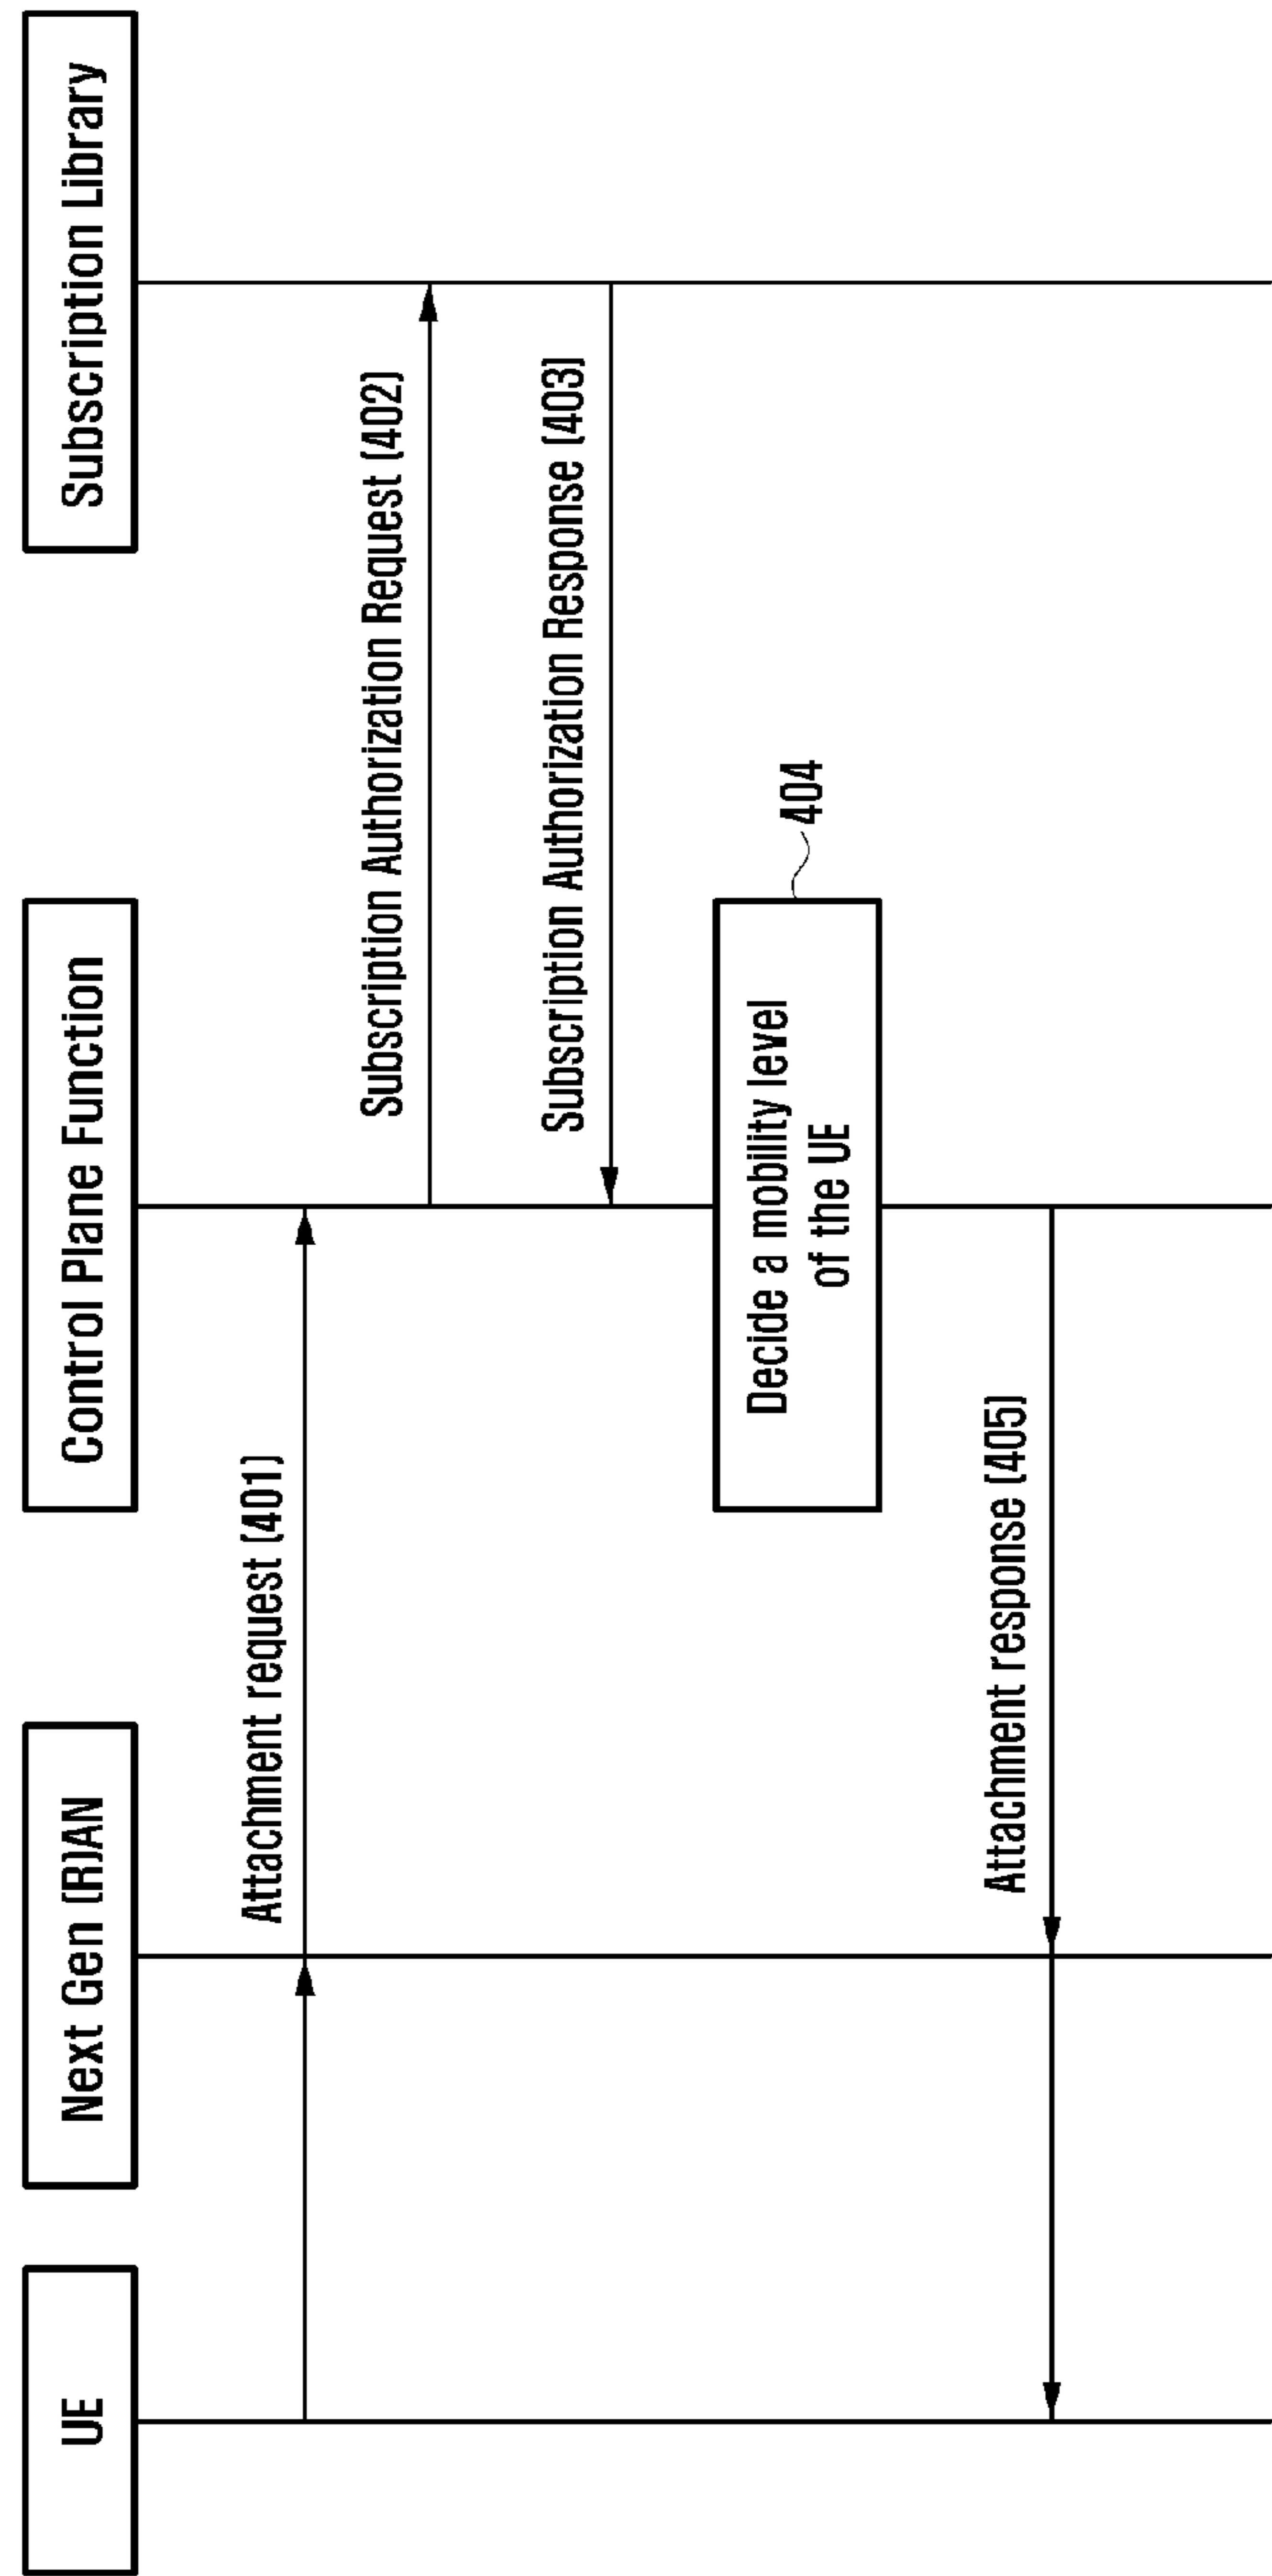 UE
Next Gen (R)AN
Control Plane Function
Subscription Library
Attachment request (401)
Subscription Authorization Request (402)
Subscription Authorization Response (403)
Decide a mobility level
of the UE
404
Attachment response (405)